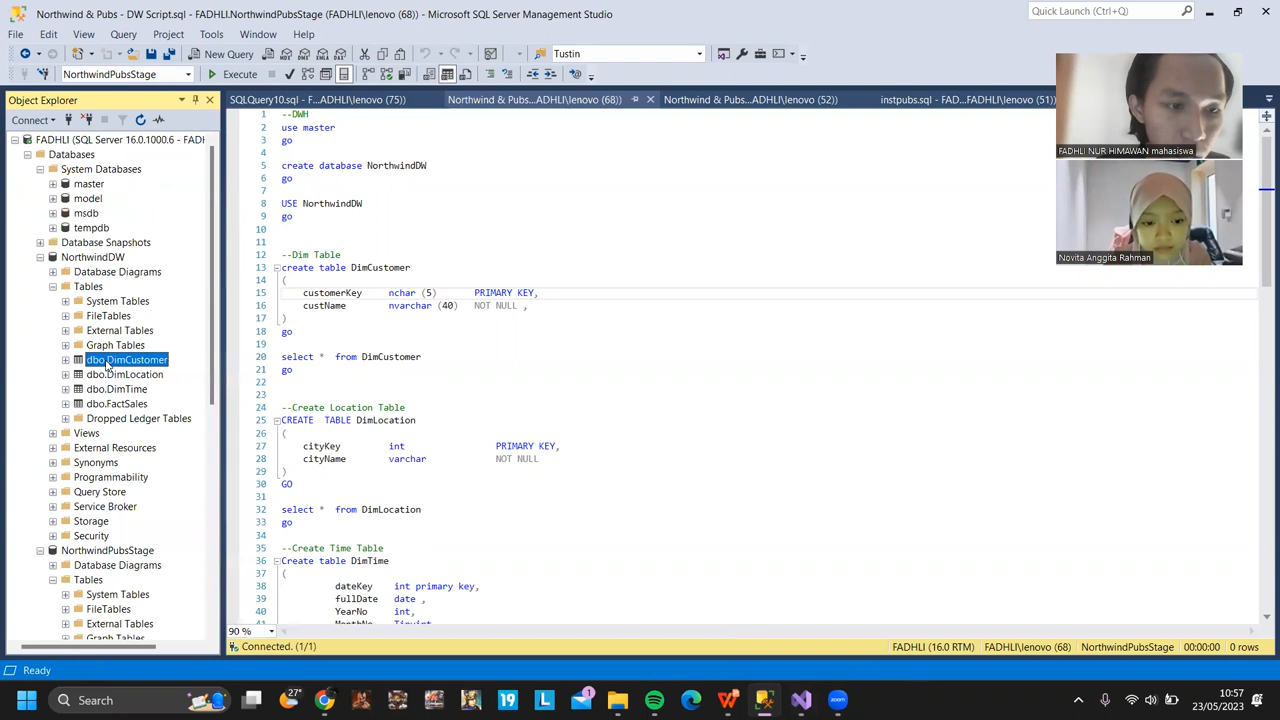 Northwind & Pubs - DW Script.sql - FADHLI.NorthwindPubsStage (FADHLI\lenovo (68)) - Microsoft SQL Server Management Studio
Quick Launch (Ctrl+Q)
File Edit View Query Project Tools Window Help
New Query
Tustin
NorthwindPubsStage
Execute
Object Explorer
SQLQuery10.sql - F...ADHLI\lenovo (75))
Northwind & Pubs...ADHLI\lenovo (68))
Northwind & Pubs...ADHLI\lenovo (52))
instpubs.sql - FAD...FADHLI\lenovo (51))
Connect
FADHLI (SQL Server 16.0.1000.6 - FADH
Databases
System Databases
master
model
msdb
tempdb
Database Snapshots
NorthwindDW
Database Diagrams
Tables
System Tables
FileTables
External Tables
Graph Tables
dbo.DimCustomer
dbo.DimLocation
dbo.DimTime
dbo.FactSales
Dropped Ledger Tables
Views
External Resources
Synonyms
Programmability
Query Store
Service Broker
Storage
Security
NorthwindPubsStage
Database Diagrams
Tables
System Tables
FileTables
External Tables
Graph Tables
1 --DWH
2 use master
3 go
4
5 create database NorthwindDW
6 go
7
8 USE NorthwindDW
9 go
10
11
12 --Dim Table
13 create table DimCustomer
14 (
15 customerKey nchar (5) PRIMARY KEY,
16 custName nvarchar (40) NOT NULL ,
17 )
18 go
19
20 select * from DimCustomer
21 go
22
23
24 --Create Location Table
25 CREATE TABLE DimLocation
26 (
27 cityKey int PRIMARY KEY,
28 cityName varchar NOT NULL
29 )
30 GO
31
32 select * from DimLocation
33 go
34
35 --Create Time Table
36 Create table DimTime
37 (
38 dateKey int primary key,
39 fullDate date ,
40 YearNo int,
41 MonthNo Tinyint
FADHLI NUR HIMAWAN mahasiswa
Novita Anggita Rahman
90 %
Connected. (1/1)
FADHLI (16.0 RTM) FADHLI\lenovo (68) NorthwindPubsStage 00:00:00 0 rows
Ready
27°
Search
19
L
1
10:57
23/05/2023